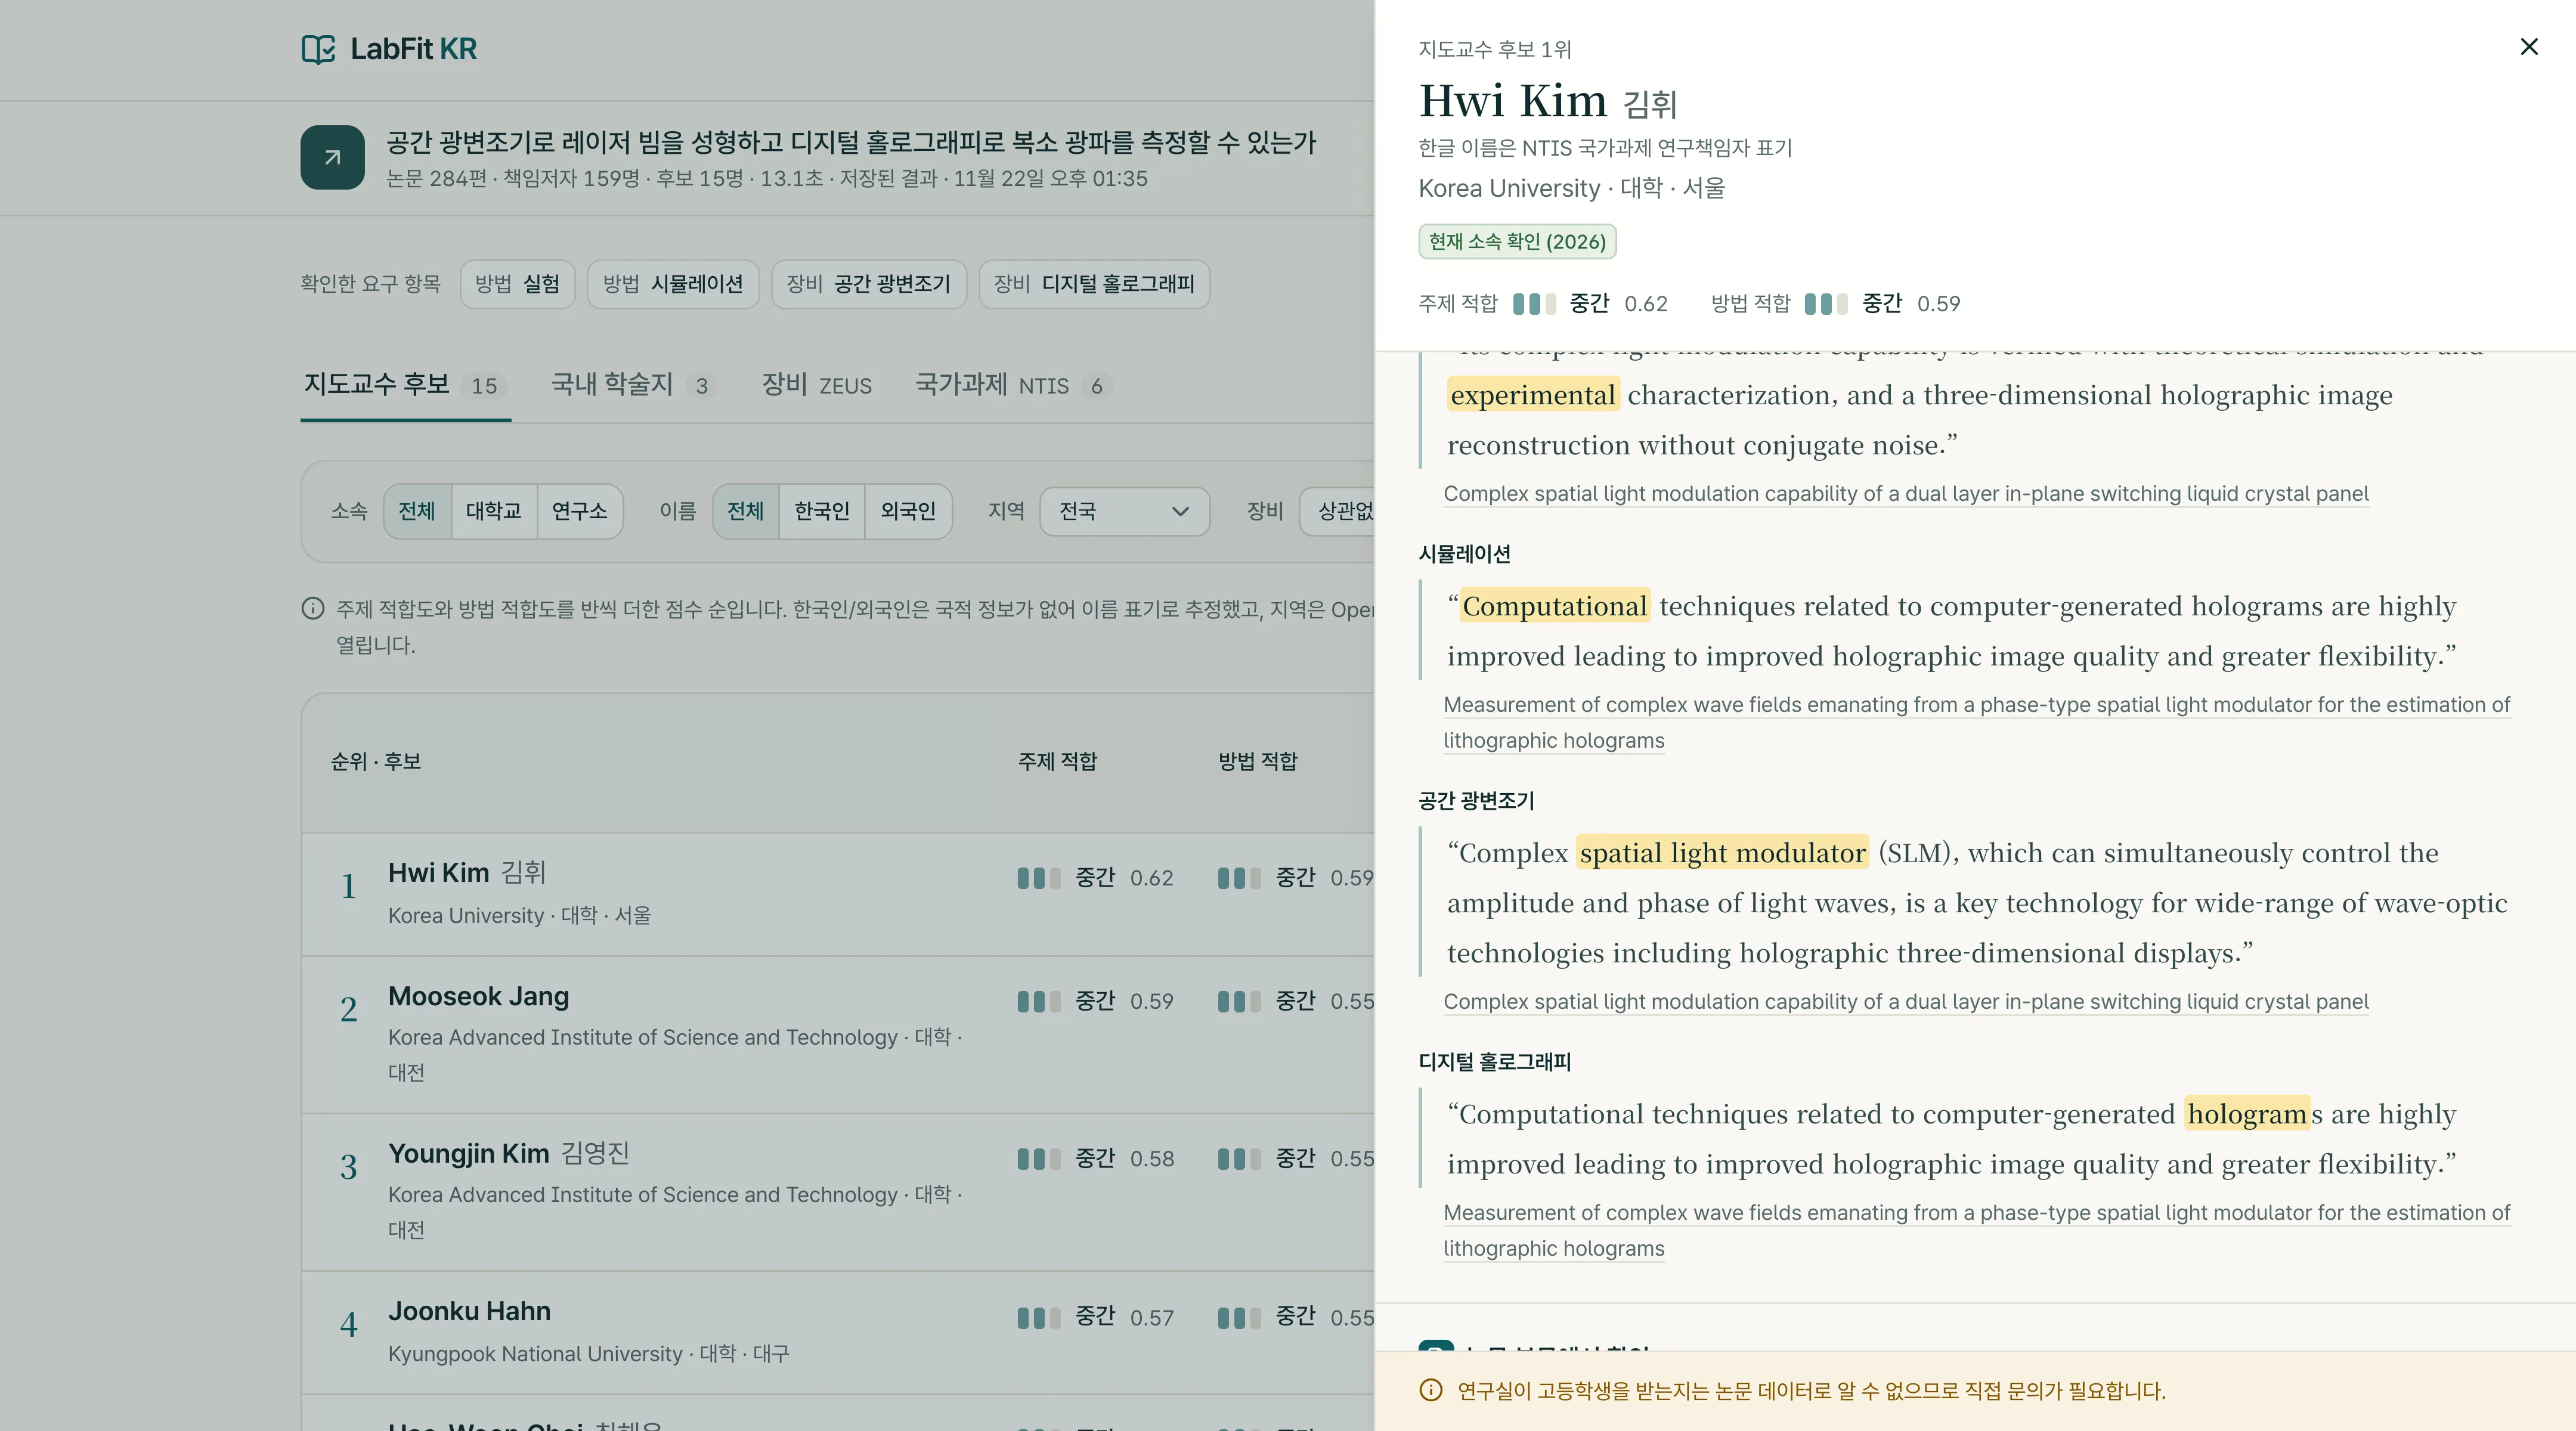 LabFit KR
공간 광변조기로 레이저 빔을 성형하고 디지털 홀로그래피로 복소 광파를 측정할 수 있는가
논문 284편 · 책임저자 159명 · 후보 15명 · 13.1초 · 저장된 결과 · 11월 22일 오후 01:35
확인한 요구 항목 방법 실험 방법 시뮬레이션 장비 공간 광변조기 장비 디지털 홀로그래피
지도교수 후보 15 국내 학술지 3 장비 ZEUS 국가과제 NTIS 6
소속 전체 대학교 연구소 이름 전체 한국인 외국인 지역 전국 장비 상관없
주제 적합도와 방법 적합도를 반씩 더한 점수 순입니다. 한국인/외국인은 국적 정보가 없어 이름 표기로 추정했고, 지역은 Oper
열립니다.
순위 · 후보 주제 적합 방법 적합
1 Hwi Kim 김휘 중간 0.62 중간 0.59
Korea University · 대학 · 서울
2 Mooseok Jang 중간 0.59 중간 0.55
Korea Advanced Institute of Science and Technology · 대학 ·
대전
3 Youngjin Kim 김영진 중간 0.58 중간 0.55
Korea Advanced Institute of Science and Technology · 대학 ·
대전
4 Joonku Hahn 중간 0.57 중간 0.55
Kyungpook National University · 대학 · 대구
지도교수 후보 1위
Hwi Kim 김휘
한글 이름은 NTIS 국가과제 연구책임자 표기
Korea University · 대학 · 서울
현재 소속 확인 (2026)
주제 적합 중간 0.62 방법 적합 중간 0.59
experimental characterization, and a three-dimensional holographic image
reconstruction without conjugate noise.”
Complex spatial light modulation capability of a dual layer in-plane switching liquid crystal panel
시뮬레이션
“Computational techniques related to computer-generated holograms are highly
improved leading to improved holographic image quality and greater flexibility.”
Measurement of complex wave fields emanating from a phase-type spatial light modulator for the estimation of
lithographic holograms
공간 광변조기
“Complex spatial light modulator (SLM), which can simultaneously control the
amplitude and phase of light waves, is a key technology for wide-range of wave-optic
technologies including holographic three-dimensional displays.”
Complex spatial light modulation capability of a dual layer in-plane switching liquid crystal panel
디지털 홀로그래피
“Computational techniques related to computer-generated holograms are highly
improved leading to improved holographic image quality and greater flexibility.”
Measurement of complex wave fields emanating from a phase-type spatial light modulator for the estimation of
lithographic holograms
연구실이 고등학생을 받는지는 논문 데이터로 알 수 없으므로 직접 문의가 필요합니다.